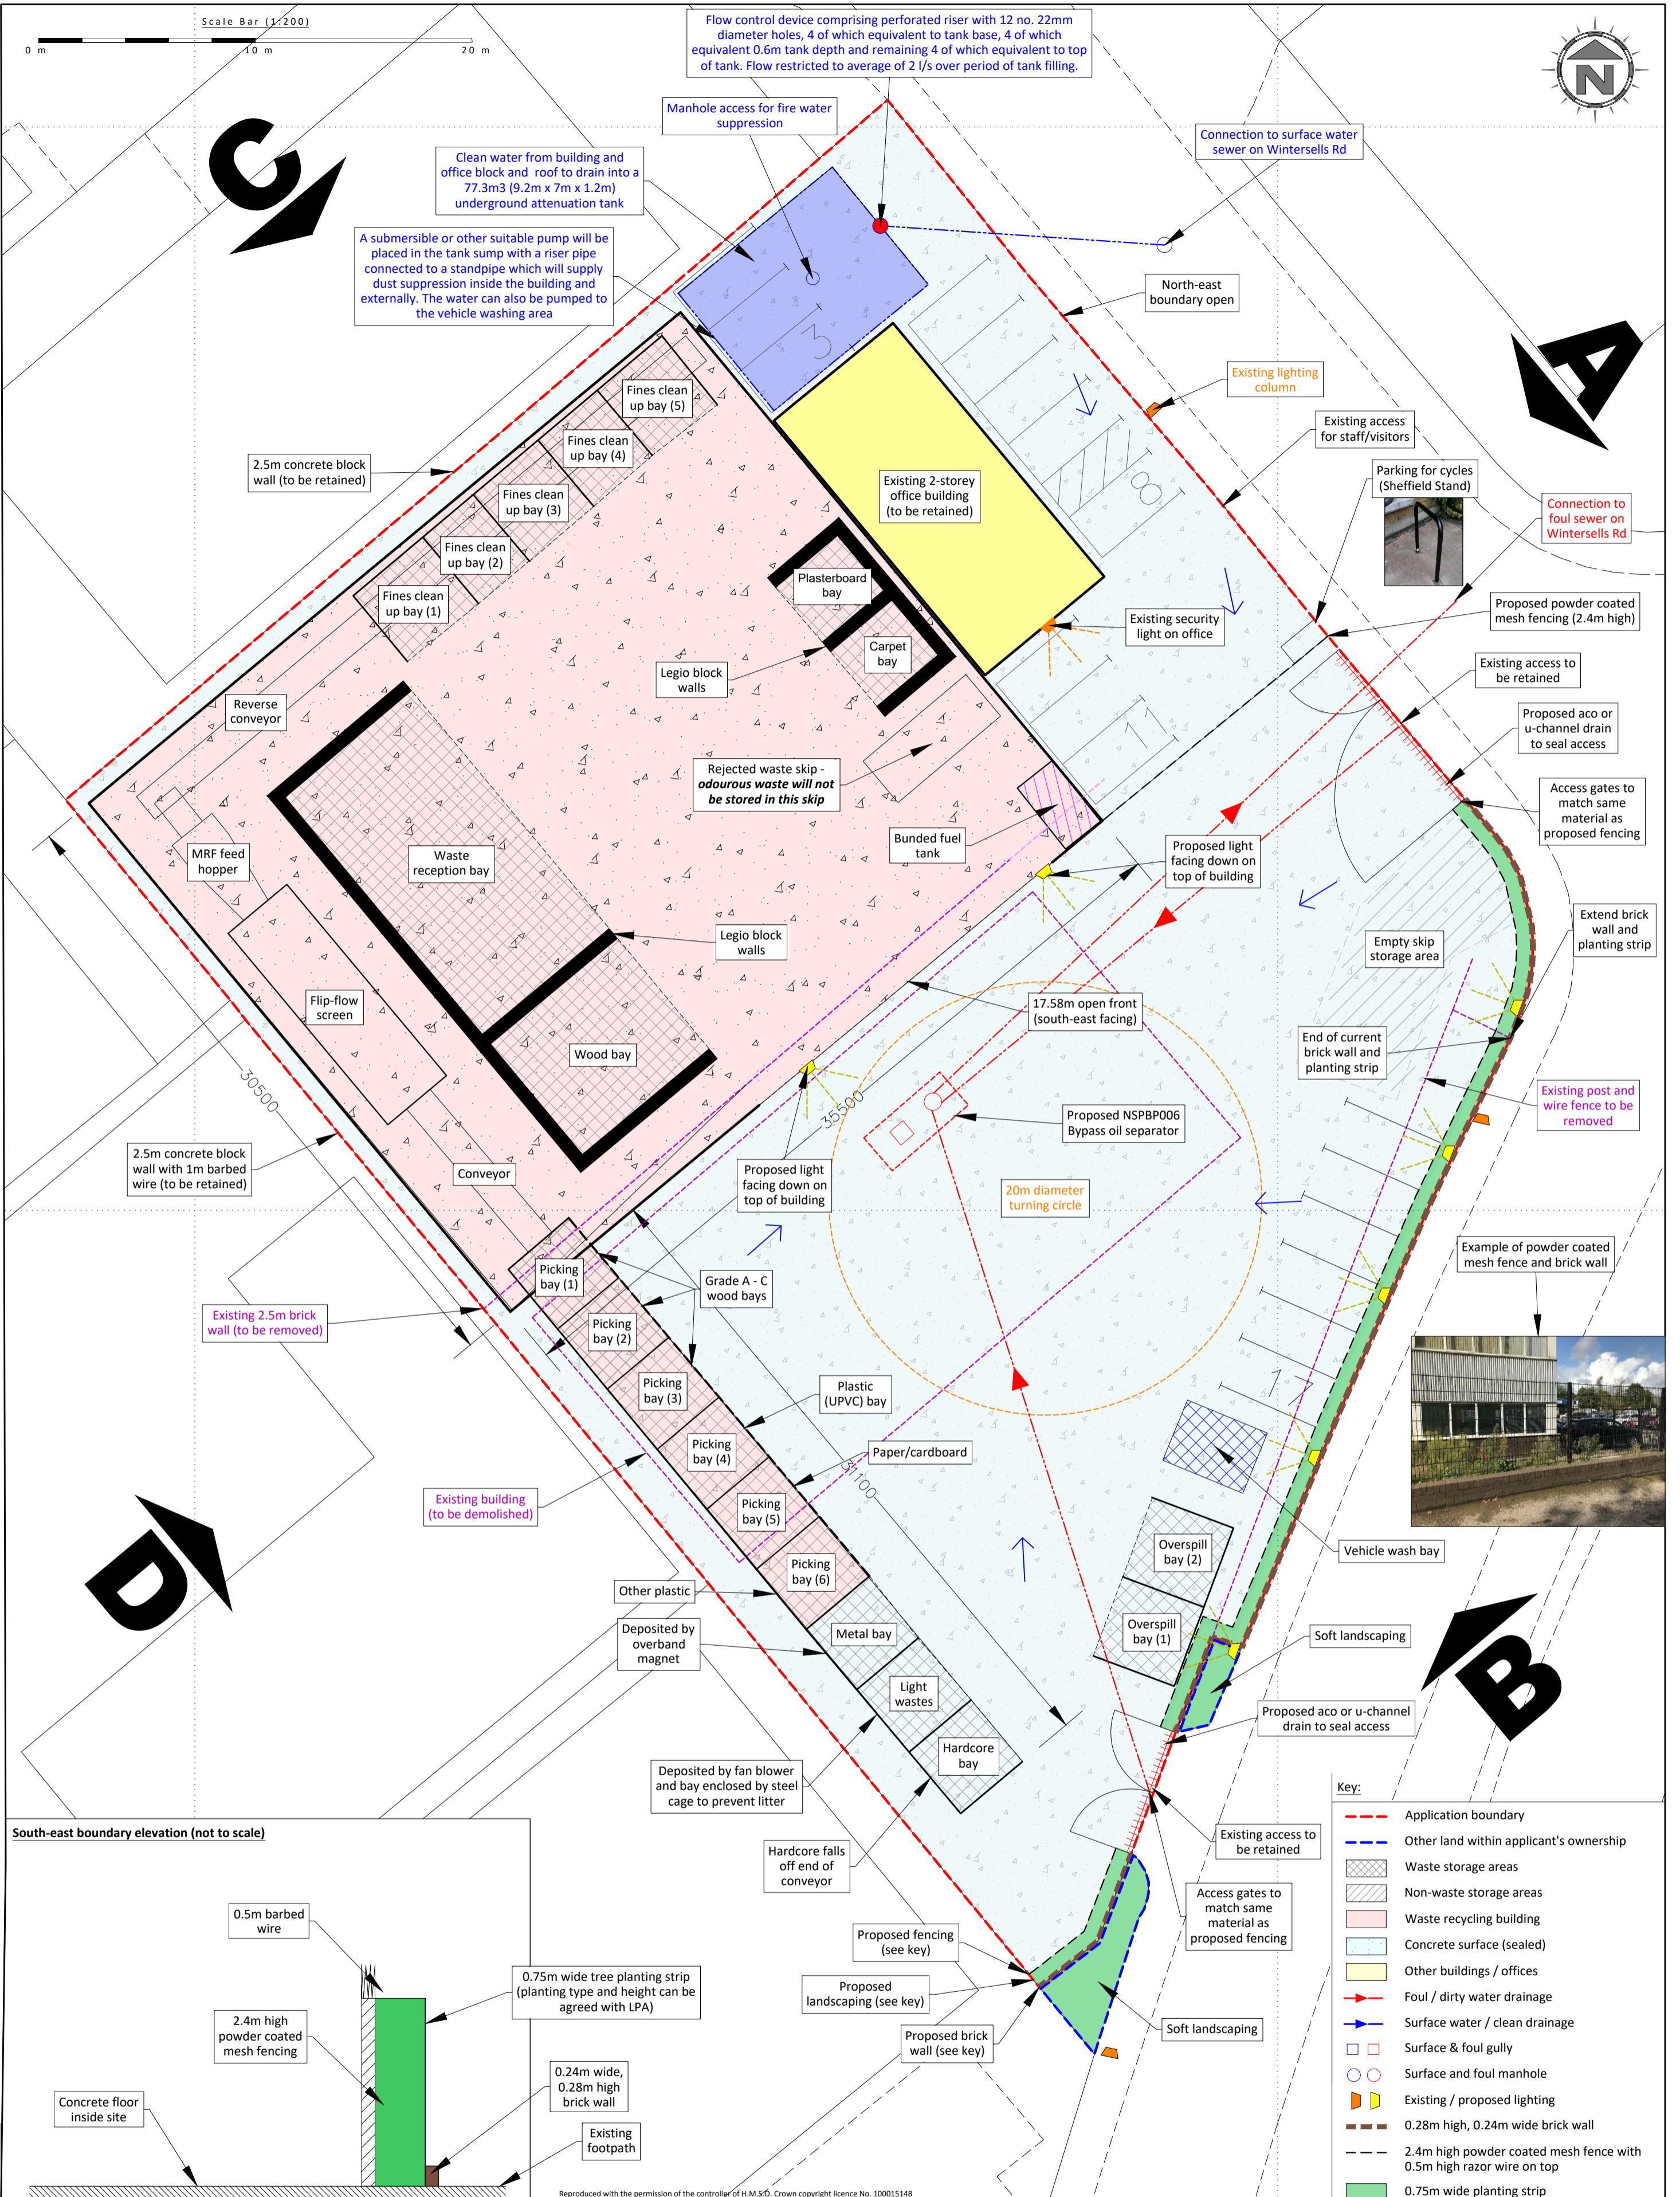 Scale Bar (1:200)
0 m
10 m
20 m
Flow control device comprising perforated riser with 12 no. 22mm
diameter holes, 4 of which equivalent to tank base, 4 of which
equivalent 0.6m tank depth and remaining 4 of which equivalent to top
of tank. Flow restricted to average of 2 l/s over period of tank filling.
N
Manhole access for fire water
suppression
Connection to surface water
sewer on Wintersells Rd
C
Clean water from building and
office block and roof to drain into a
77.3m3 (9.2m x 7m x 1.2m)
underground attenuation tank
A submersible or other suitable pump will be
placed in the tank sump with a riser pipe
connected to a standpipe which will supply
dust suppression inside the building and
externally. The water can also be pumped to
the vehicle washing area
North-east
boundary open
3
A
Existing lighting
column
Fines clean
up bay (5)
Existing access
for staff/visitors
Fines clean
up bay (4)
2.5m concrete block
wall (to be retained)
Parking for cycles
(Sheffield Stand)
Existing 2-storey
office building
(to be retained)
8
Fines clean
up bay (3)
Connection to
foul sewer on
Wintersells Rd
Fines clean
up bay (2)
Plasterboard
bay
Fines clean
up bay (1)
Proposed powder coated
mesh fencing (2.4m high)
Existing security
light on office
Carpet
bay
Legio block
walls
Existing access to
be retained
Reverse
conveyor
11
Proposed aco or
u-channel drain
to seal access
Rejected waste skip -
odourous waste will not
be stored in this skip
Access gates to
match same
material as
proposed fencing
Bunded fuel
tank
Proposed light
facing down on
top of building
MRF feed
hopper
Waste
reception bay
Extend brick
wall and
planting strip
Empty skip
storage area
Legio block
walls
Flip-flow
screen
17.58m open front
(south-east facing)
Wood bay
End of current
brick wall and
planting strip
30500
35500
Existing post and
wire fence to be
removed
Proposed NSPBP006
Bypass oil separator
2.5m concrete block
wall with 1m barbed
wire (to be retained)
Conveyor
Proposed light
facing down on
top of building
20m diameter
turning circle
Example of powder coated
mesh fence and brick wall
Picking
bay (1)
Grade A - C
wood bays
Existing 2.5m brick
wall (to be removed)
Picking
bay (2)
Picking
bay (3)
Plastic
(UPVC) bay
17
Picking
bay (4)
Paper/cardboard
31100
Existing building
(to be demolished)
Picking
bay (5)
D
Overspill
bay (2)
Vehicle wash bay
Picking
bay (6)
Other plastic
Overspill
bay (1)
Metal bay
Deposited by
overband
magnet
Soft landscaping
B
Light
wastes
Proposed aco or u-channel
drain to seal access
Hardcore
bay
Deposited by fan blower
and bay enclosed by steel
cage to prevent litter
Existing access to
be retained
Hardcore falls
off end of
conveyor
Access gates to
match same
material as
proposed fencing
Proposed fencing
(see key)
Proposed
landscaping (see key)
Soft landscaping
Proposed brick
wall (see key)
South-east boundary elevation (not to scale)
0.5m barbed
wire
0.75m wide tree planting strip
(planting type and height can be
agreed with LPA)
2.4m high
powder coated
mesh fencing
0.24m wide,
0.28m high
brick wall
Concrete floor
inside site
Existing
footpath
Key:
Application boundary
Other land within applicant's ownership
Waste storage areas
Non-waste storage areas
Waste recycling building
Concrete surface (sealed)
Other buildings / offices
Foul / dirty water drainage
Surface water / clean drainage
Surface & foul gully
Surface and foul manhole
Existing / proposed lighting
0.28m high, 0.24m wide brick wall
2.4m high powder coated mesh fence with
0.5m high razor wire on top
0.75m wide planting strip
Reproduced with the permission of the controller of H.M.S.O. Crown copyright licence No. 100015148